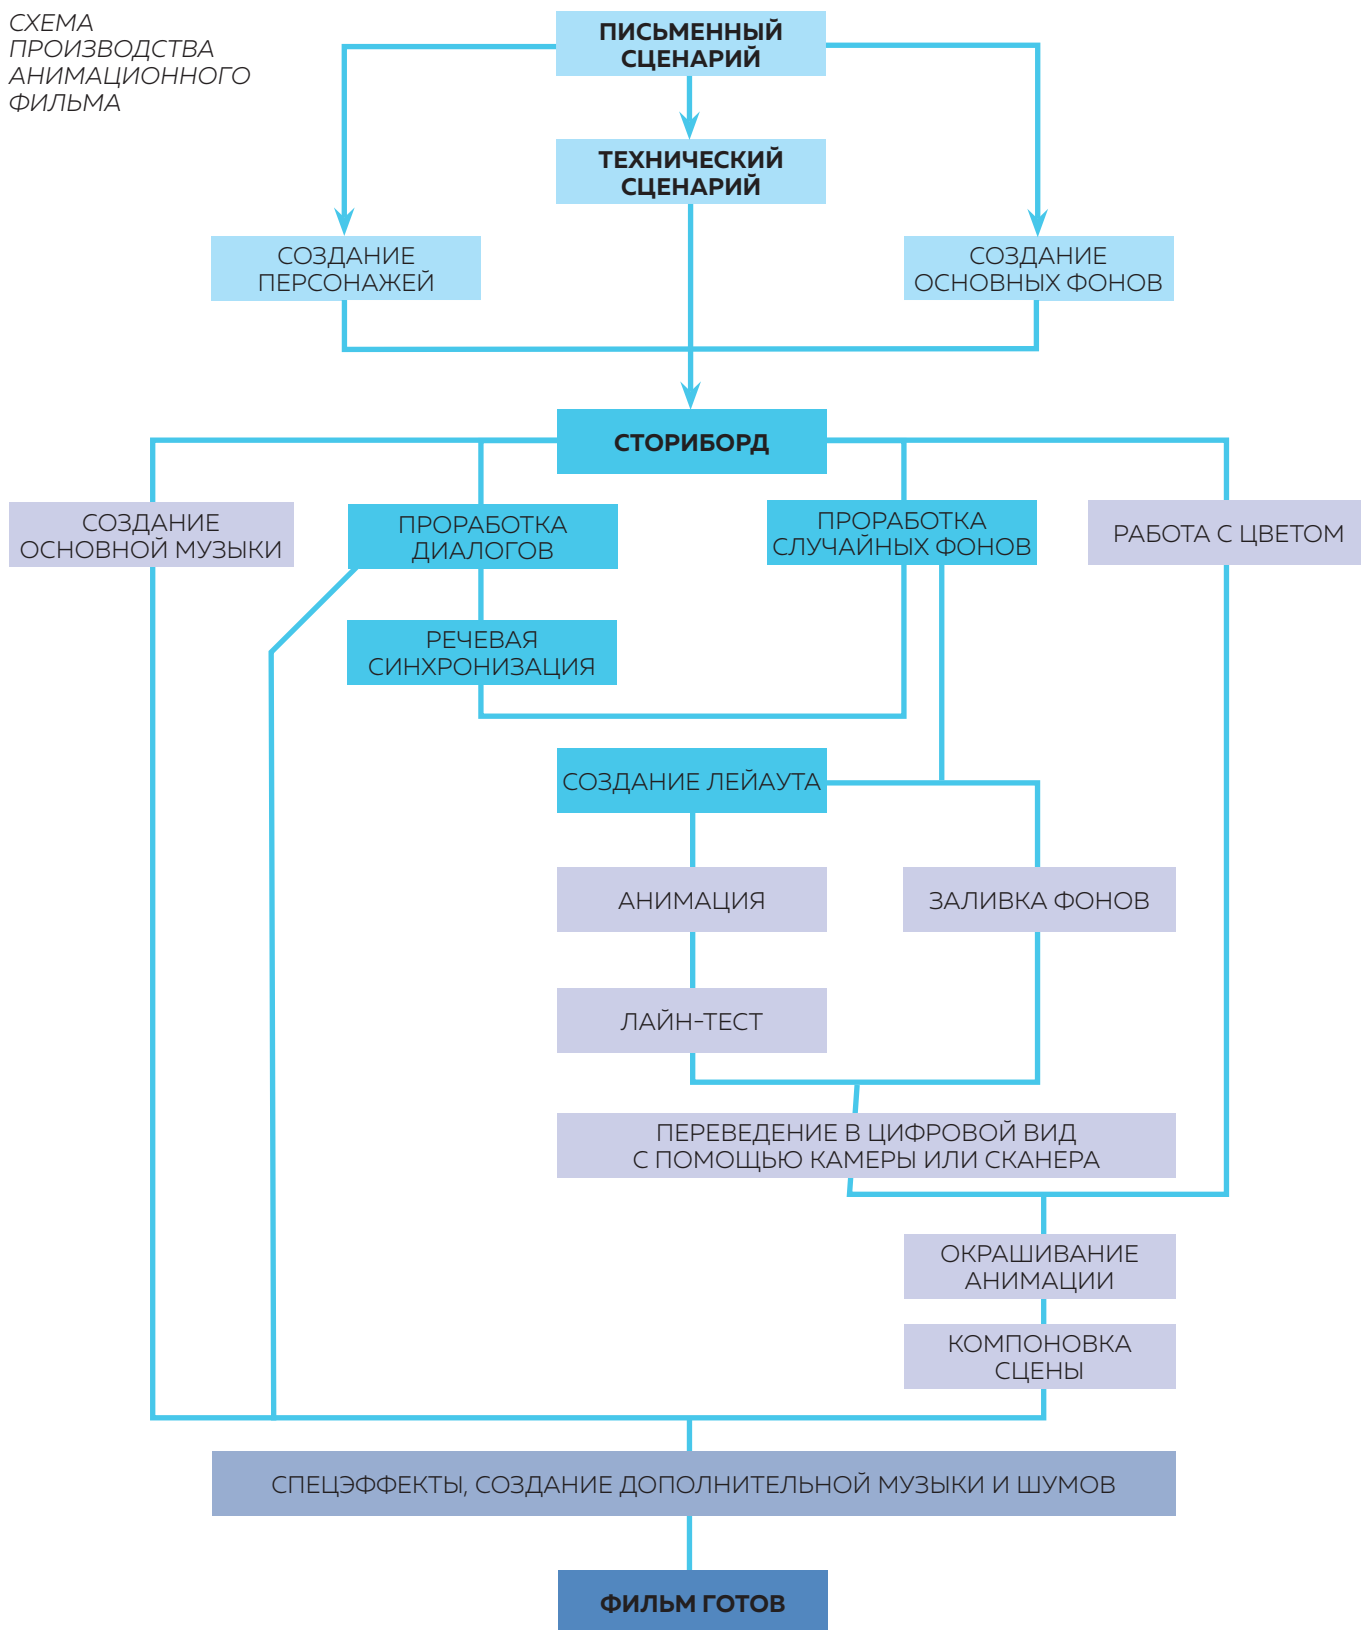 СХЕМА
ПРОИЗВОДСТВА
АНИМАЦИОННОГО
ФИЛЬМА
ПИСЬМЕННЫЙ
СЦЕНАРИЙ
ТЕХНИЧЕСКИЙ
СЦЕНАРИЙ
СОЗДАНИЕ
ПЕРСОНАЖЕЙ
СОЗДАНИЕ
ОСНОВНЫХ ФОНОВ
СТОРИБОРД
СОЗДАНИЕ
ОСНОВНОЙ МУЗЫКИ
ПРОРАБОТКА
ДИАЛОГОВ
ПРОРАБОТКА
СЛУЧАЙНЫХ ФОНОВ
РАБОТА С ЦВЕТОМ
РЕЧЕВАЯ
СИНХРОНИЗАЦИЯ
СОЗДАНИЕ ЛЕЙАУТА
АНИМАЦИЯ
ЗАЛИВКА ФОНОВ
ЛАЙН-ТЕСТ
ПЕРЕВЕДЕНИЕ В ЦИФРОВОЙ ВИД
С ПОМОЩЬЮ КАМЕРЫ ИЛИ СКАНЕРА
ОКРАШИВАНИЕ
АНИМАЦИИ
КОМПОНОВКА
СЦЕНЫ
СПЕЦЭФФЕКТЫ, СОЗДАНИЕ ДОПОЛНИТЕЛЬНОЙ МУЗЫКИ И ШУМОВ
ФИЛЬМ ГОТОВ